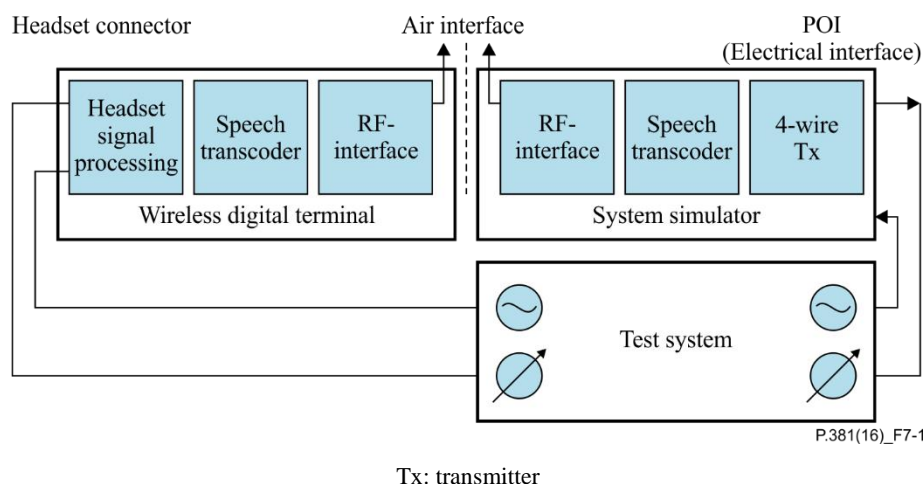 Headset connector
Air interface
POI
(Electrical interface)
Headset
signal
processing
Speech
transcoder
RF-
interface
Wireless digital terminal
RF-
interface
Speech
transcoder
4-wire
Tx
System simulator
Test system
P.381(16)_F7-1
Tx: transmitter